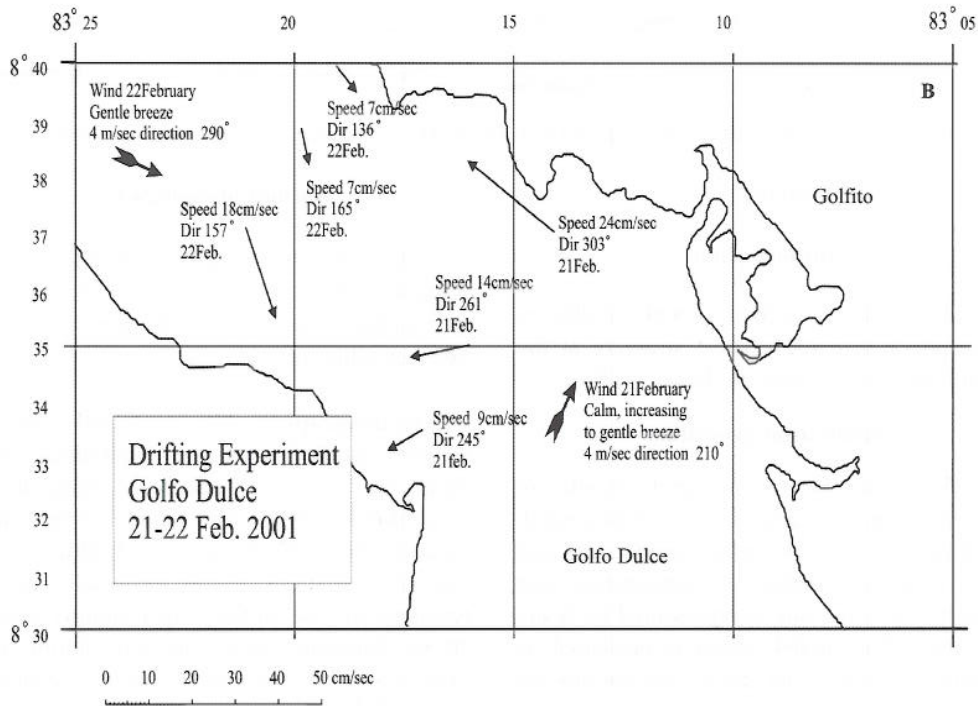 83° 25
20
15
10
83° 05
8° 40
39
38
37
36
35
34
33
32
31
8° 30
B
Wind 22February
Gentle breeze
4 m/sec direction 290°
Speed 7cm/sec
Dir 136°
22Feb.
Speed 7cm/sec
Dir 165°
22Feb.
Speed 18cm/sec
Dir 157°
22Feb.
Speed 24cm/sec
Dir 303°
21Feb.
Golfito
Speed 14cm/sec
Dir 261°
21Feb.
Wind 21February
Calm, increasing
to gentle breeze
4 m/sec direction 210°
Speed 9cm/sec
Dir 245°
21feb.
Drifting Experiment
Golfo Dulce
21-22 Feb. 2001
Golfo Dulce
0 10 20 30 40 50 cm/sec